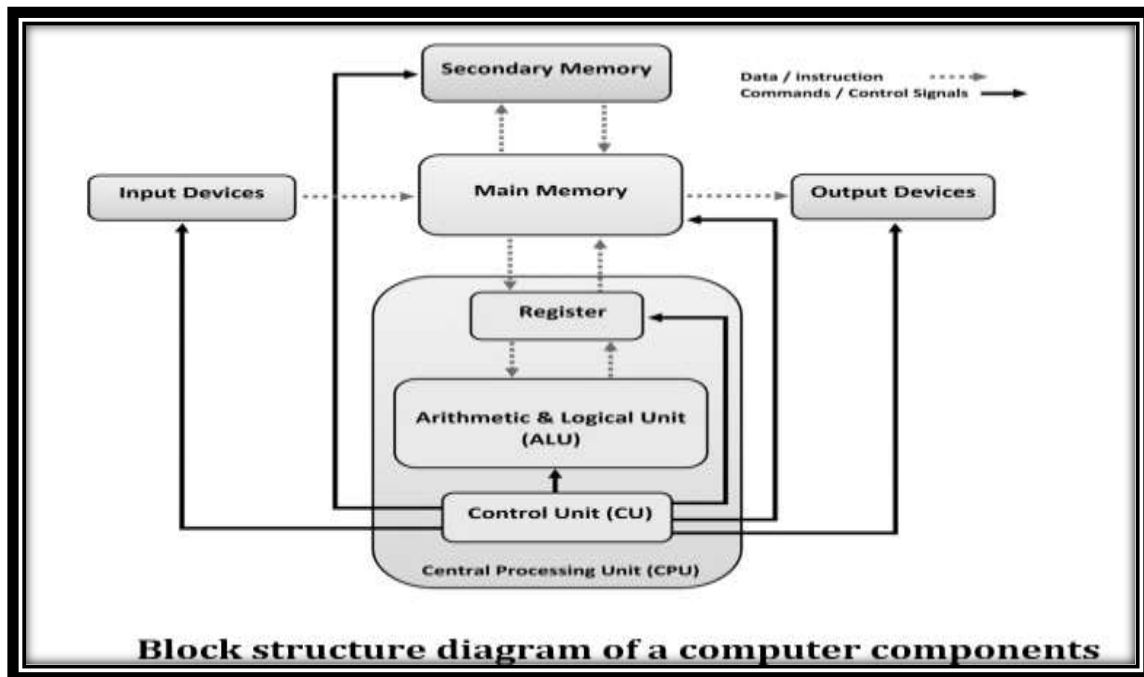 Secondary Memory
Data / instruction
Commands / Control Signals
Input Devices
Main Memory
Output Devices
Register
Arithmetic & Logical Unit
(ALU)
Control Unit (CU)
Central Processing Unit (CPU)
Block structure diagram of a computer components